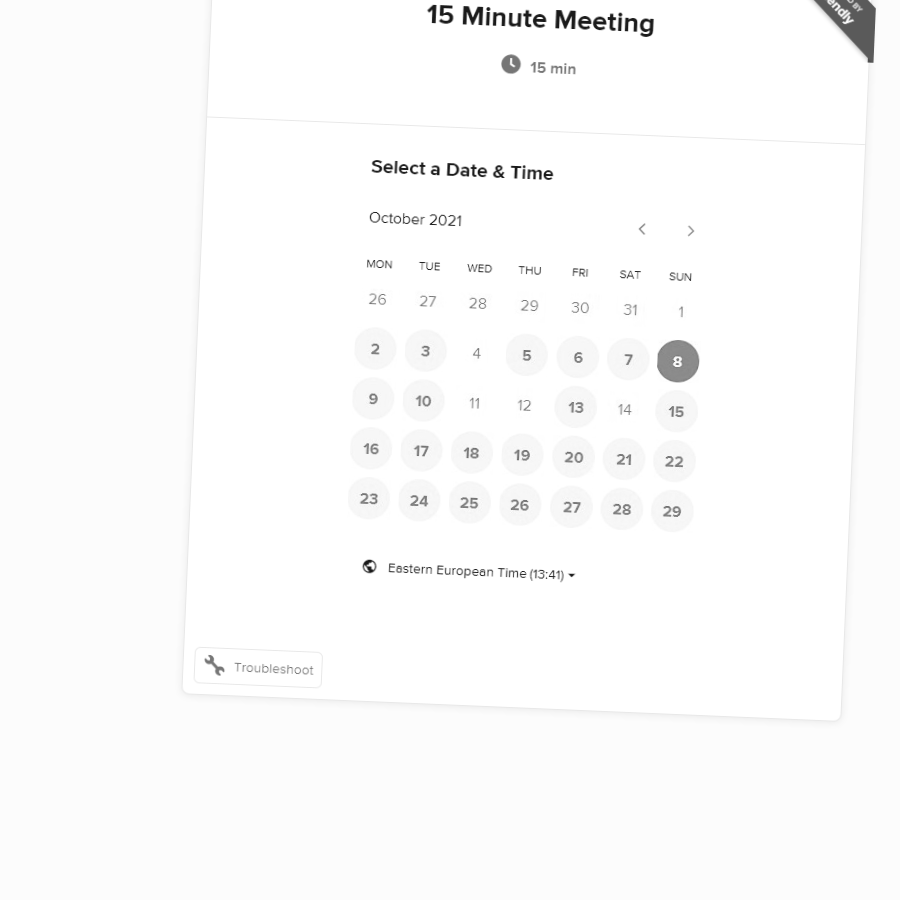 15 Minute Meeting
BY
endly
15 min
Select a Date & Time
October 2021
MON TUE WED THU FRI SAT SUN
26 27 28 29 30 31 1
2 3 4 5 6 7 8
9 10 11 12 13 14 15
16 17 18 19 20 21 22
23 24 25 26 27 28 29
Eastern European Time (13:41)
Troubleshoot